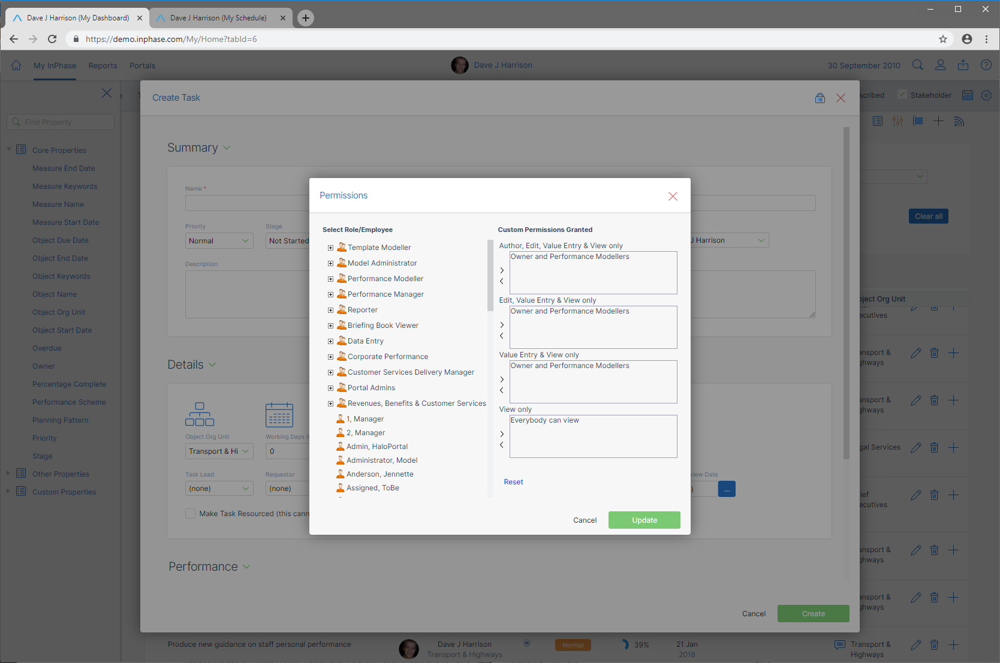 Dave J Harrison (My Dashboard)
Dave J Harrison (My Schedule)
https://demo.inphase.com/My/Home?tabId=6
My InPhase
Reports
Portals
Dave J Harrison
30 September 2010
Create Task
scribed
Stakeholder
Find Property
Core Properties
Measure End Date
Measure Keywords
Measure Name
Measure Start Date
Object Due Date
Object End Date
Object Keywords
Object Name
Object Org Unit
Object Start Date
Overdue
Owner
Percentage Complete
Performance Scheme
Planning Pattern
Priority
Stage
Other Properties
Custom Properties
Summary
Name *
Priority
Stage
Normal
Not Started
J Harrison
Description
Clear all
Details
Object Org Unit
Working Days (
Transport & Hi
0
Task Lead
Requestor
view Date
(none)
(none)
)
...
Make Task Resourced (this cann
Performance
Cancel
Create
Permissions
Select Role/Employee
Template Modeller
Model Administrator
Performance Modeller
Performance Manager
Reporter
Briefing Book Viewer
Data Entry
Corporate Performance
Customer Services Delivery Manager
Portal Admins
Revenues, Benefits & Customer Services
1, Manager
2, Manager
Admin, HaloPortal
Administrator, Model
Anderson, Jennette
Assigned, ToBe
Custom Permissions Granted
Author, Edit, Value Entry & View only
Owner and Performance Modellers
Edit, Value Entry & View only
Owner and Performance Modellers
Value Entry & View only
Owner and Performance Modellers
View only
Everybody can view
Reset
Cancel
Update
bject Org Unit
ecutives
ansport &
ghways
ansport &
ghways
gal Services
ief
ecutives
ansport &
ghways
ansport &
ghways
Produce new guidance on staff personal performance
Dave J Harrison
Transport & Highways
Normal
39%
21 Jan
2018
Transport &
Highways